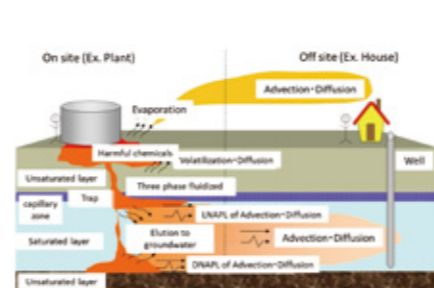 On site (Ex. Plant)
Off site (Ex. House)
Advection・Diffusion
Evaporation
Harmful chemicals
Volatilization・Diffusion
Well
Unsaturated layer
Three phase fluidized
Trap
capillary
zone
LNAPL of Advection・Diffusion
Elution to
groundwater
Saturated layer
Advection・Diffusion
DNAPL of Advection・Diffusion
Unsaturated layer